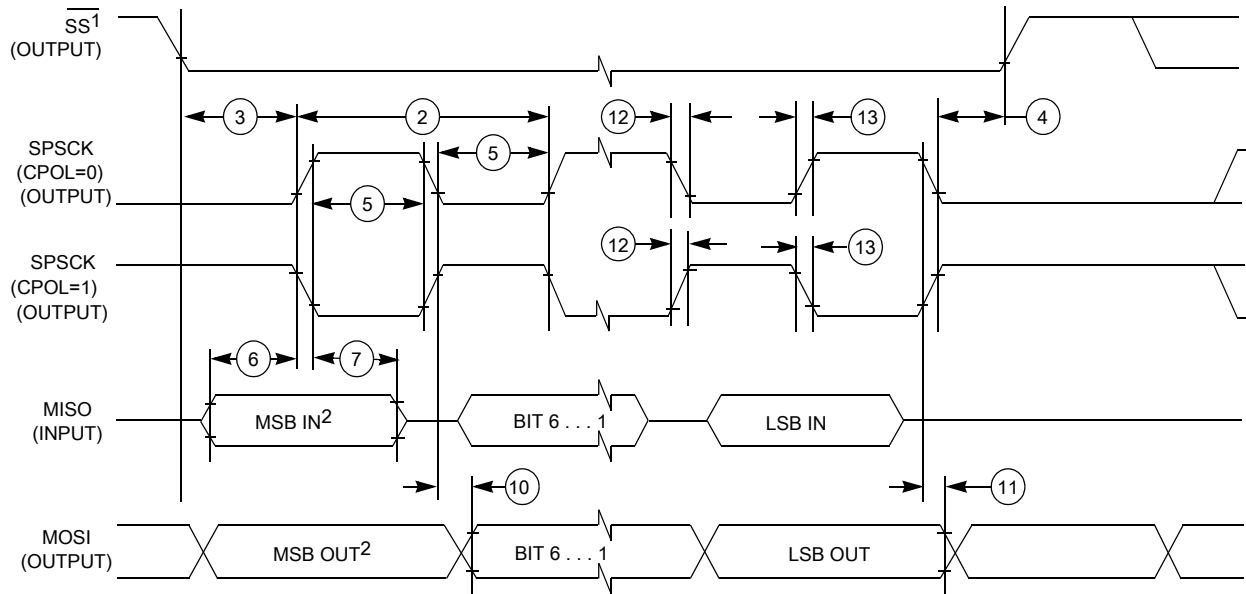 SS¹
(OUTPUT)
3
2
12
13
4
SPSCK
(CPOL=0)
(OUTPUT)
5
5
12
13
SPSCK
(CPOL=1)
(OUTPUT)
6
7
MISO
(INPUT)
MSB IN²
BIT 6 . . . 1
LSB IN
10
11
MOSI
(OUTPUT)
MSB OUT²
BIT 6 . . . 1
LSB OUT